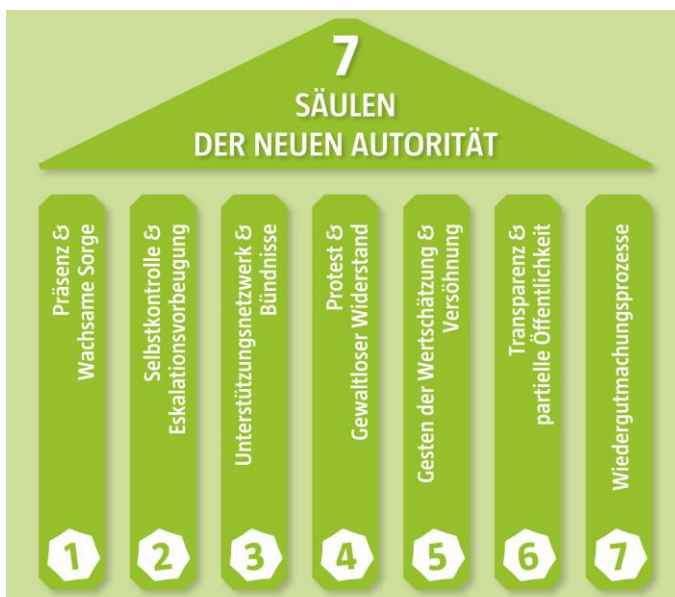 7
SÄULEN
DER NEUEN AUTORITÄT
Präsenz &
Wachsame Sorge
1
Selbstkontrolle &
Eskalationsvorbeugung
2
Unterstützungsnetzwerk &
Bündnisse
3
Protest &
Gewaltloser Widerstand
4
Gesten der Wertschätzung &
Versöhnung
5
Transparenz &
partielle Öffentlichkeit
6
Wiedergutmachungsprozesse
7